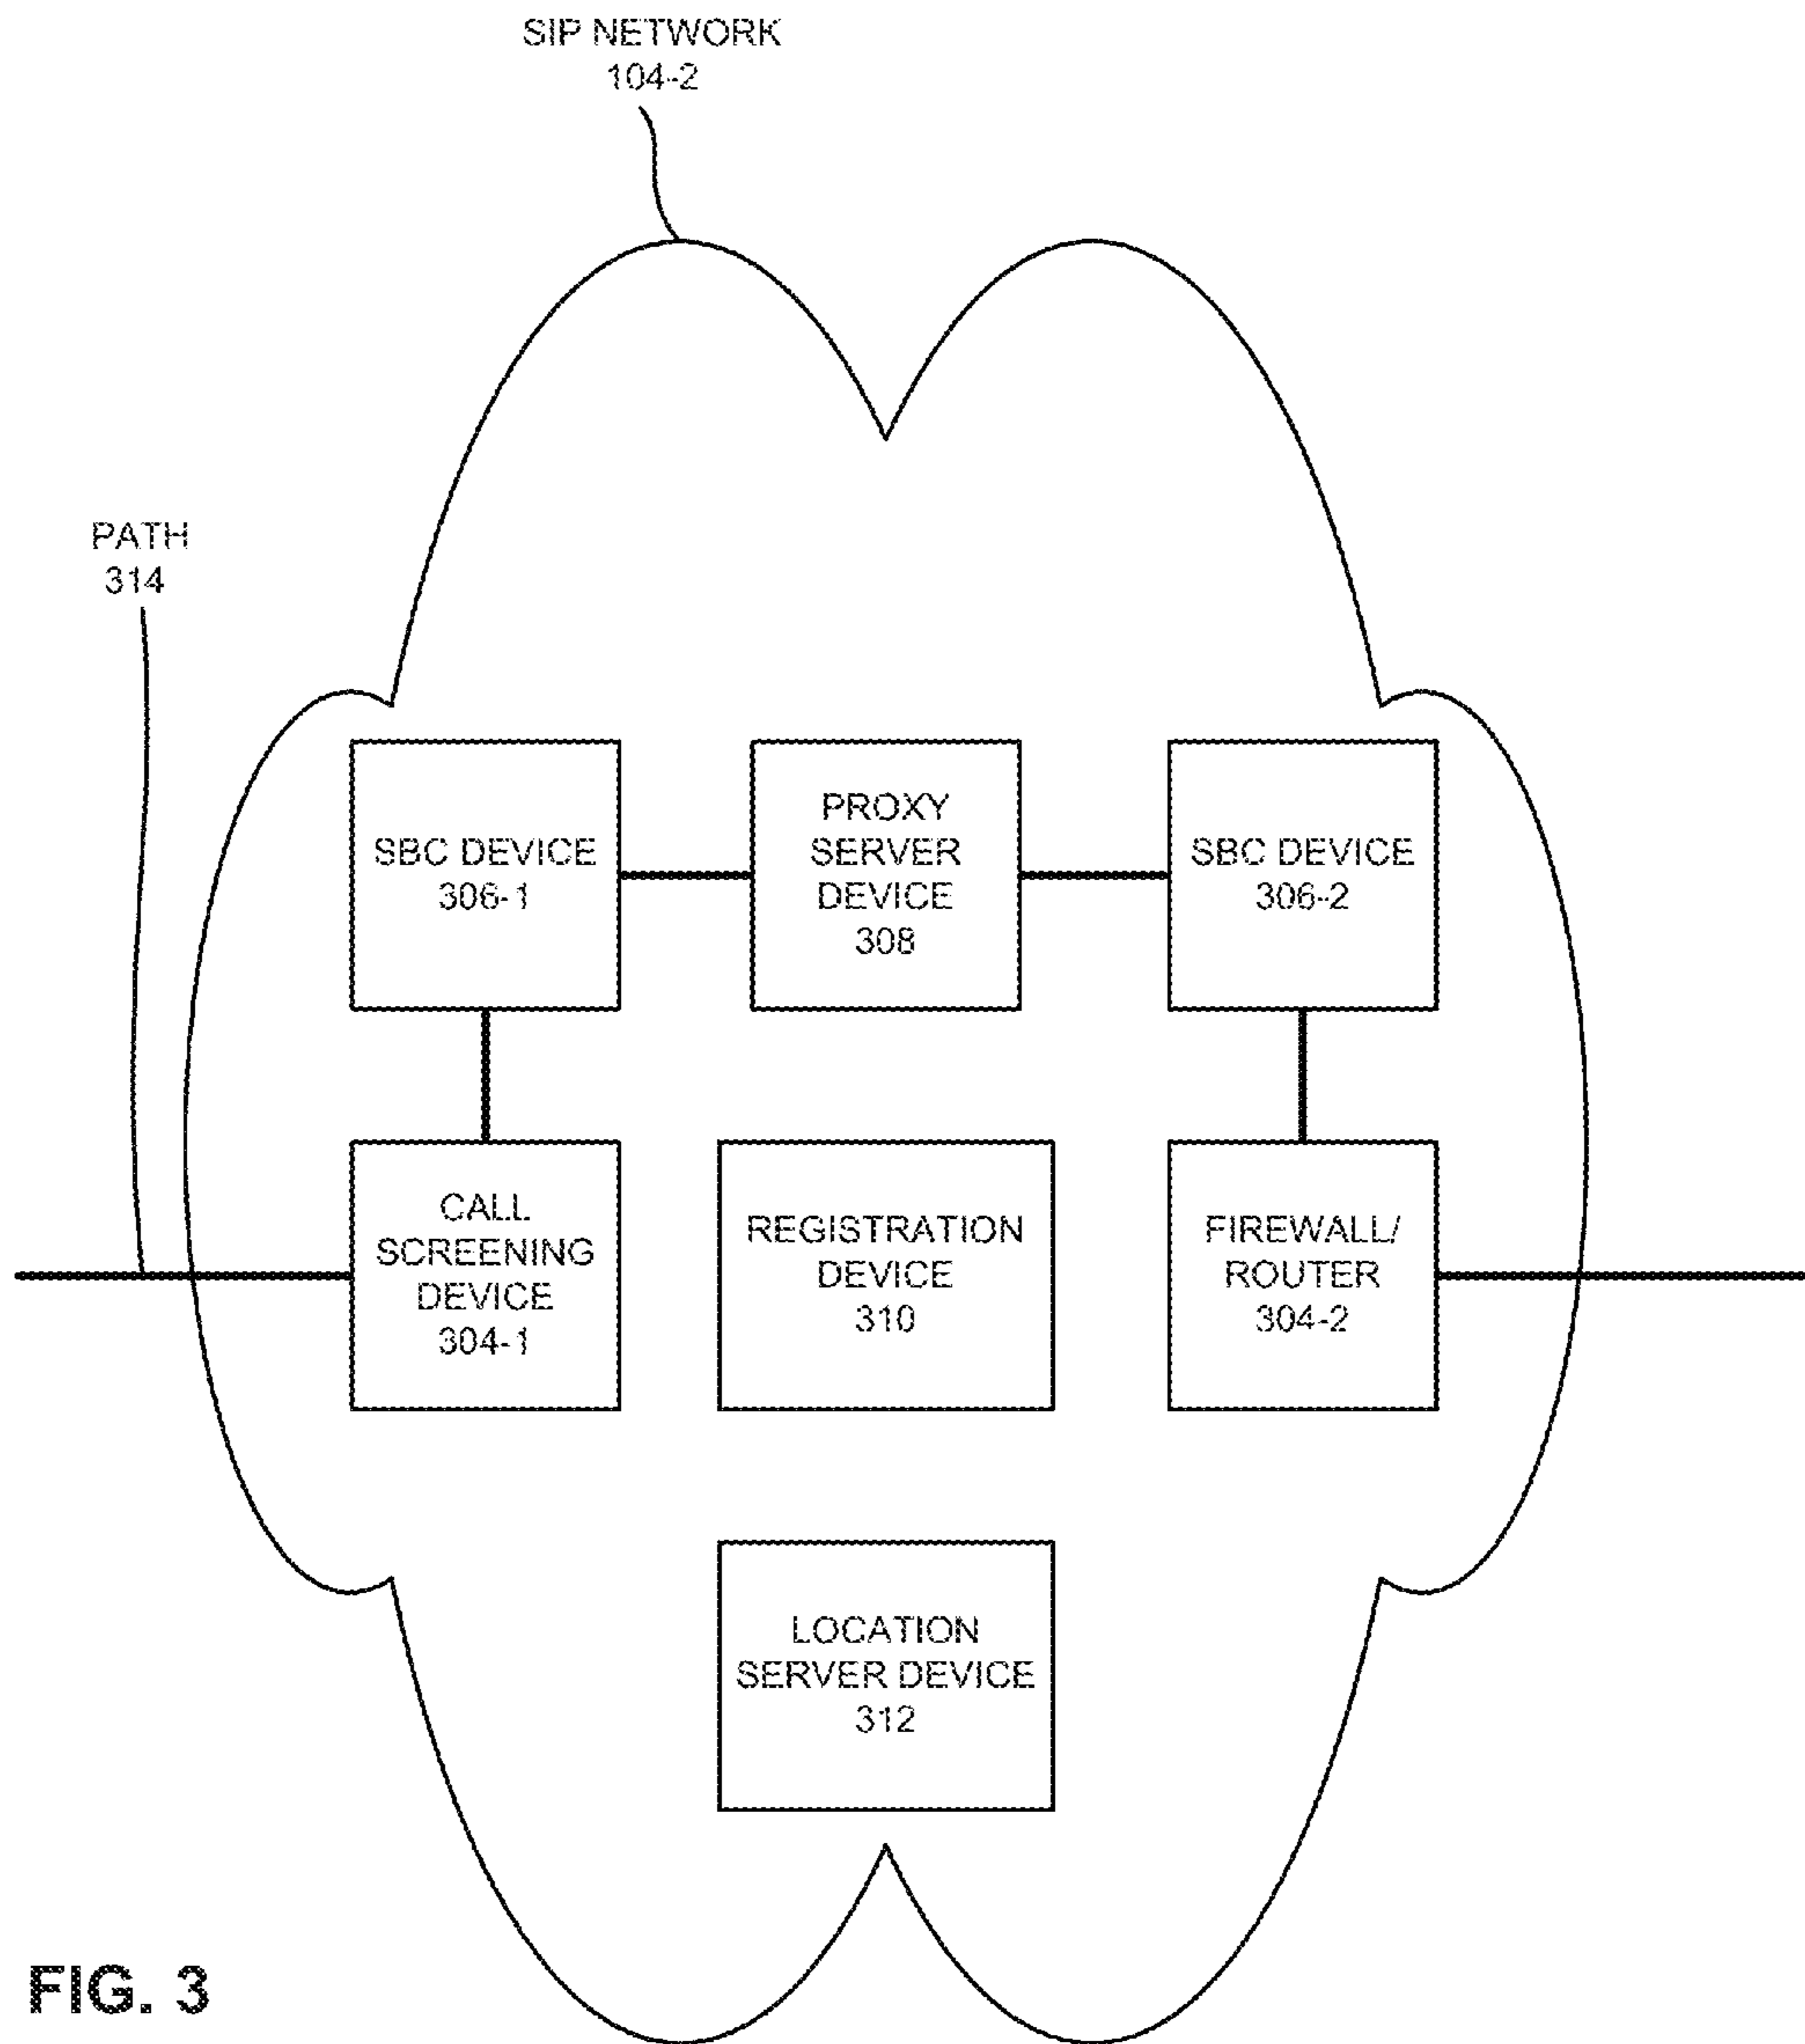 SIP NETWORK
104-2
PATH
314
SBC DEVICE
306-1
PROXY
SERVER
DEVICE
308
SBC DEVICE
306-2
CALL
SCREENING
DEVICE
304-1
REGISTRATION
DEVICE
310
FIREWALL/
ROUTER
304-2
LOCATION
SERVER DEVICE
312
FIG. 3